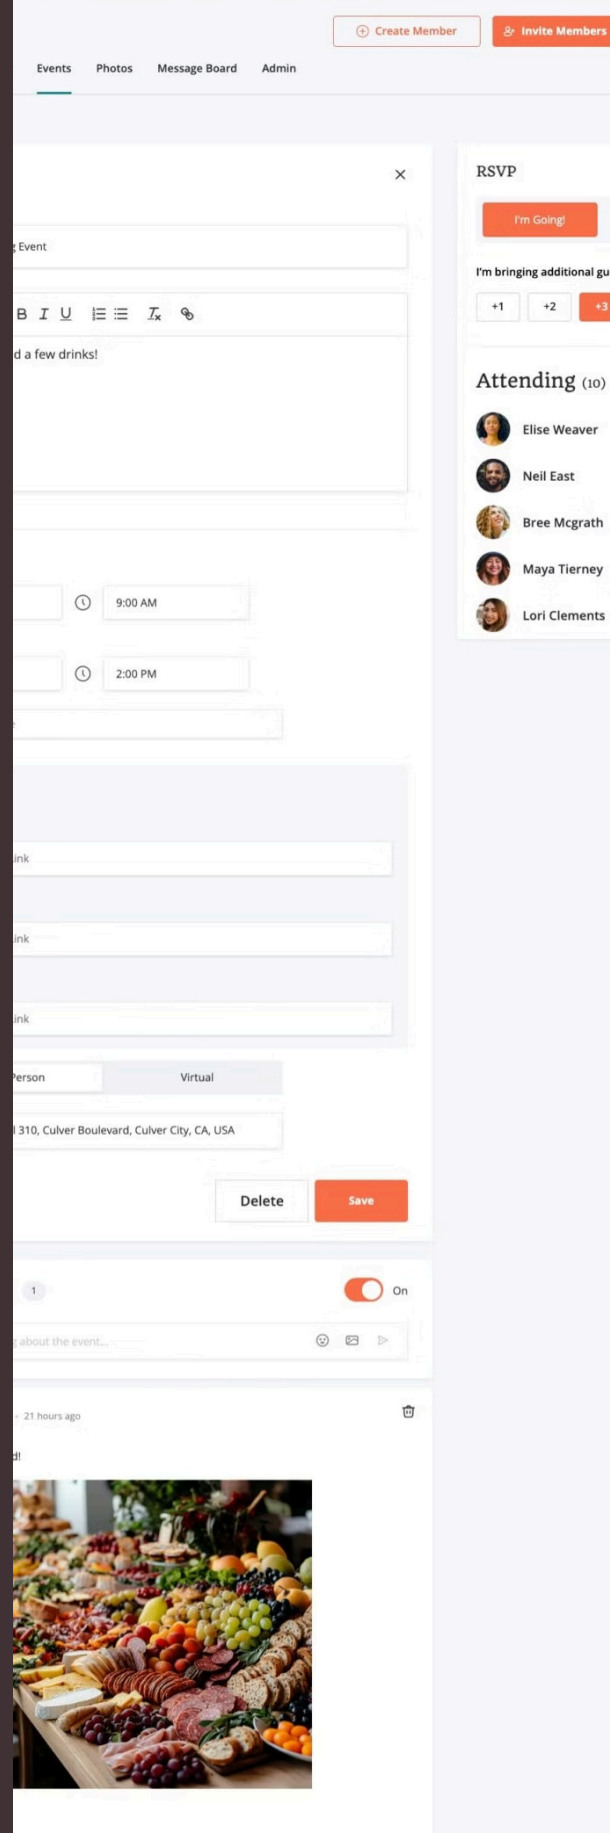 Create Member
Invite Members
Events Photos Message Board Admin
RSVP
I'm Going!
Event
I'm bringing additional
+1 +2 +3
B I U
d a few drinks!
Attending (10)
Elise Weaver
Neil East
Bree Mcgrath
Maya Tierney
Lori Clements
9:00 AM
2:00 PM
ink
ink
ink
Person Virtual
310, Culver Boulevard, Culver City, CA, USA
Delete Save
1
On
about the event...
21 hours ago
d!